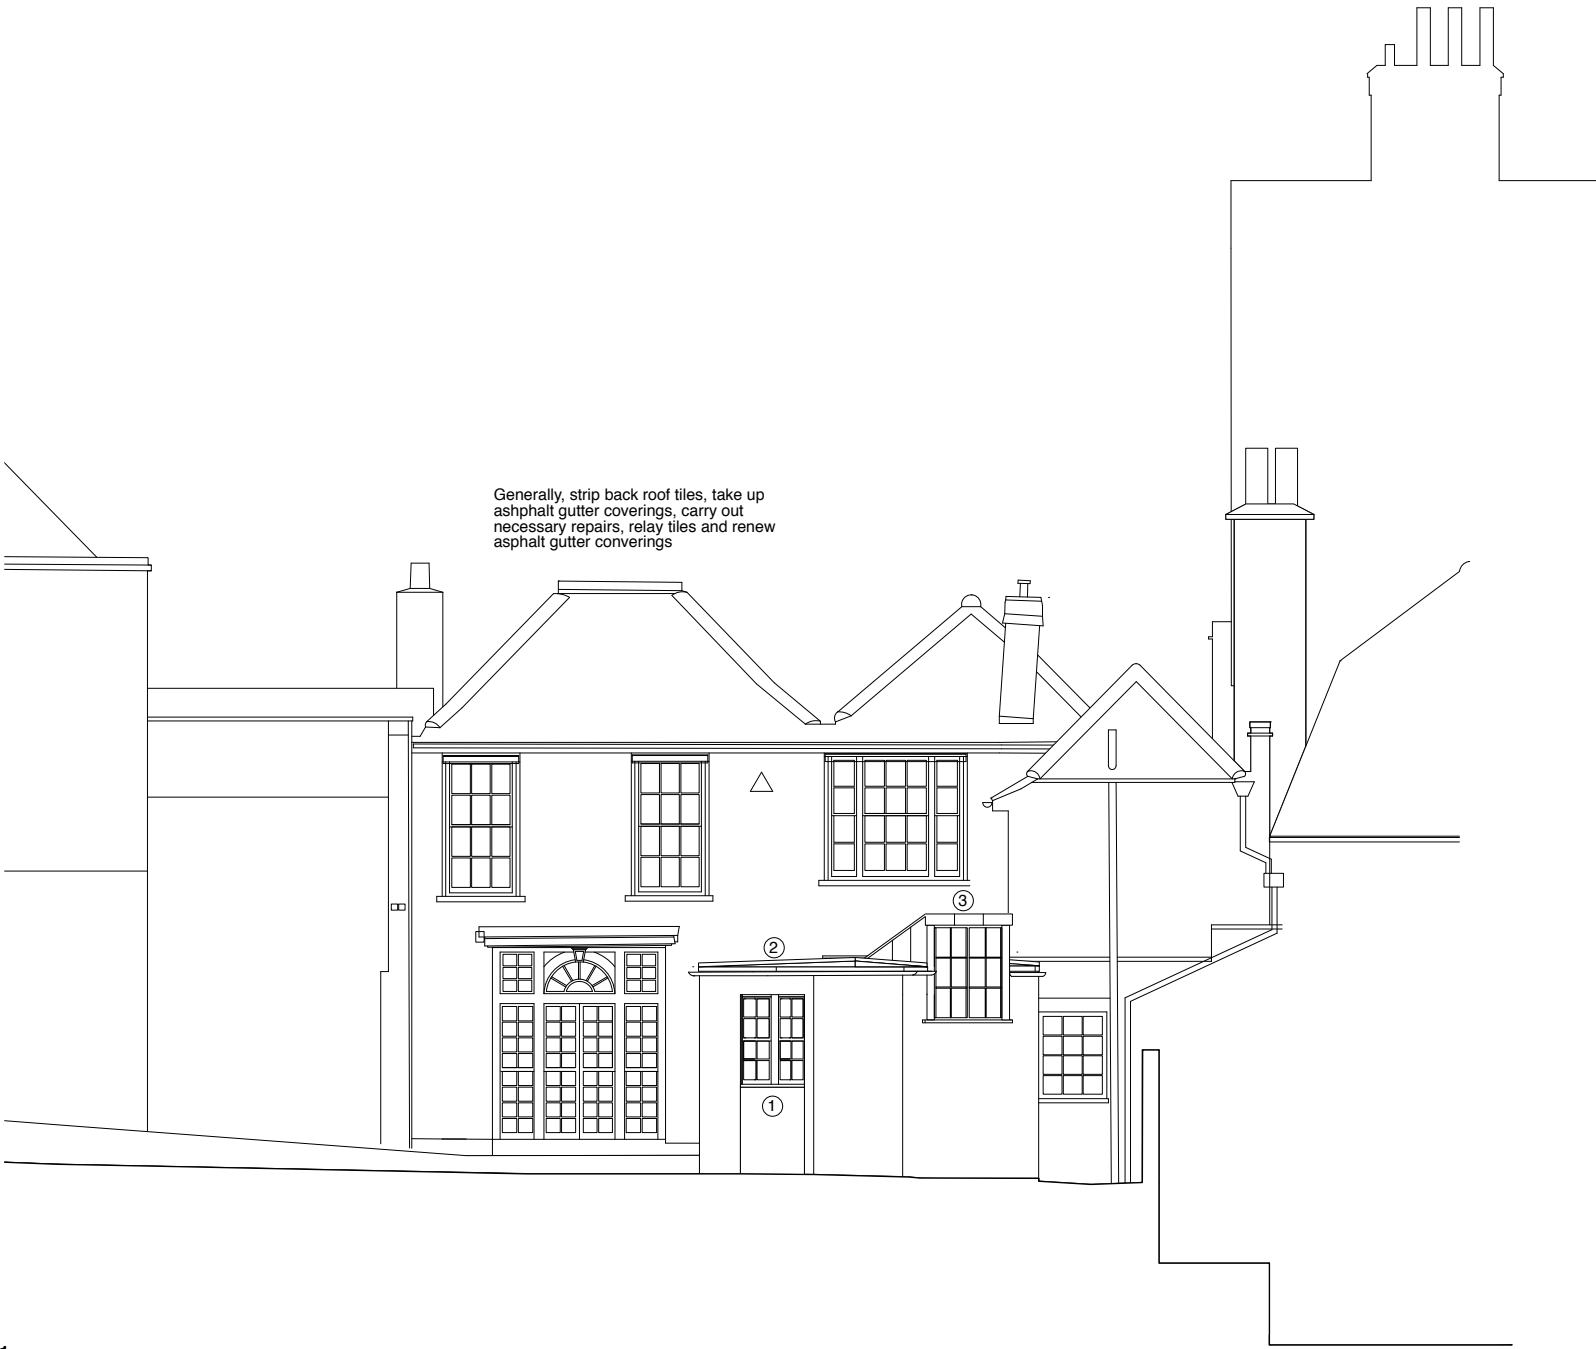 Generally, strip back roof tiles, take up
ashphalt gutter coverings, carry out
necessary repairs, relay tiles and renew
asphalt gutter converings
3
2
1